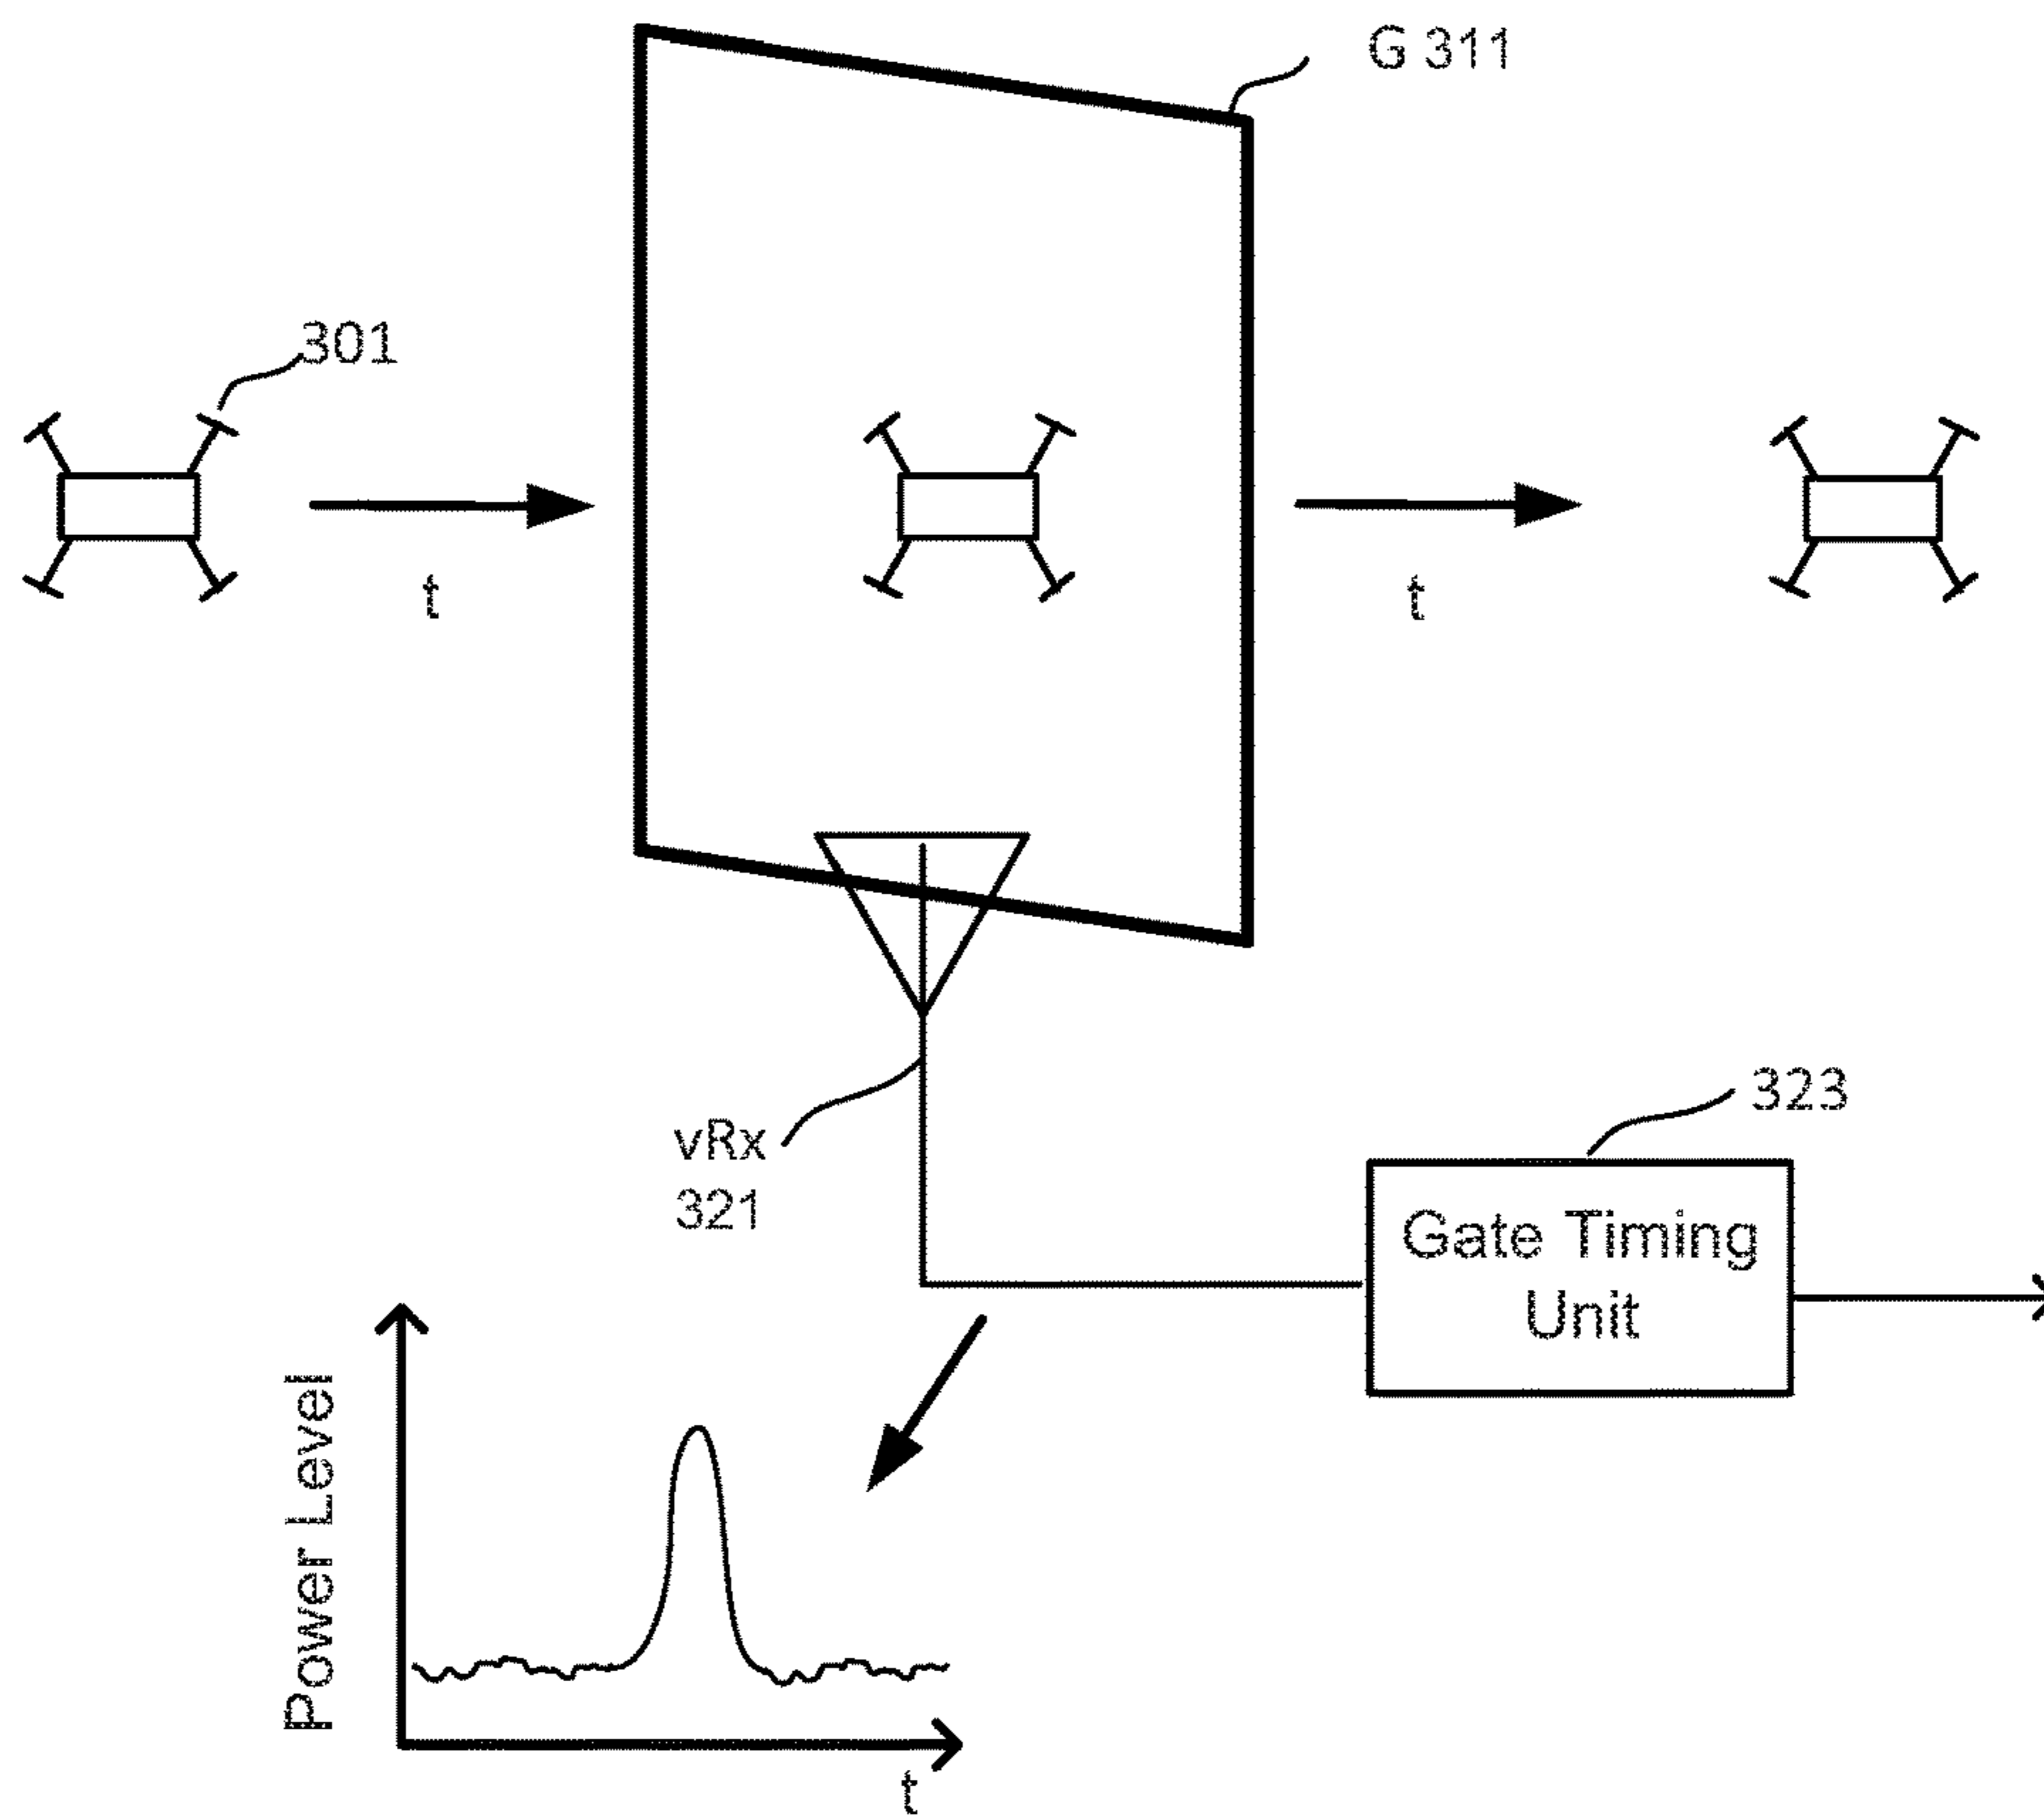 G 311
301
t
t
vRx
321
323
Gate Timing
Unit
Power Level
t